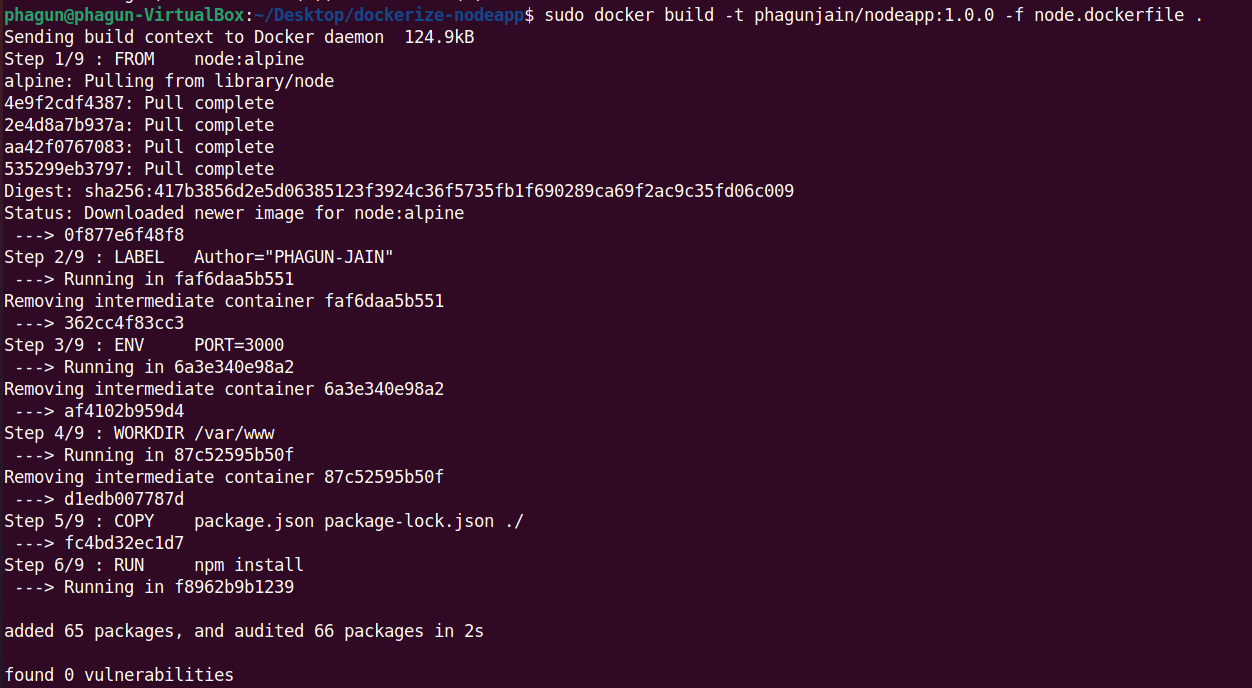 phagun@phagun-VirtualBox:~/Desktop/dockerize-nodeapp$ sudo docker build -t phagunjain/nodeapp:1.0.0 -f node.dockerfile .
Sending build context to Docker daemon  124.9kB
Step 1/9 : FROM    node:alpine
alpine: Pulling from library/node
4e9f2cdf4387: Pull complete
2e4d8a7b937a: Pull complete
aa42f0767083: Pull complete
535299eb3797: Pull complete
Digest: sha256:417b3856d2e5d06385123f3924c36f5735fb1f690289ca69f2ac9c35fd06c009
Status: Downloaded newer image for node:alpine
 ---> 0f877e6f48f8
Step 2/9 : LABEL   Author="PHAGUN-JAIN"
 ---> Running in faf6daa5b551
Removing intermediate container faf6daa5b551
 ---> 362cc4f83cc3
Step 3/9 : ENV     PORT=3000
 ---> Running in 6a3e340e98a2
Removing intermediate container 6a3e340e98a2
 ---> af4102b959d4
Step 4/9 : WORKDIR /var/www
 ---> Running in 87c52595b50f
Removing intermediate container 87c52595b50f
 ---> d1edb007787d
Step 5/9 : COPY    package.json package-lock.json ./
 ---> fc4bd32ec1d7
Step 6/9 : RUN     npm install
 ---> Running in f8962b9b1239
added 65 packages, and audited 66 packages in 2s
found 0 vulnerabilities